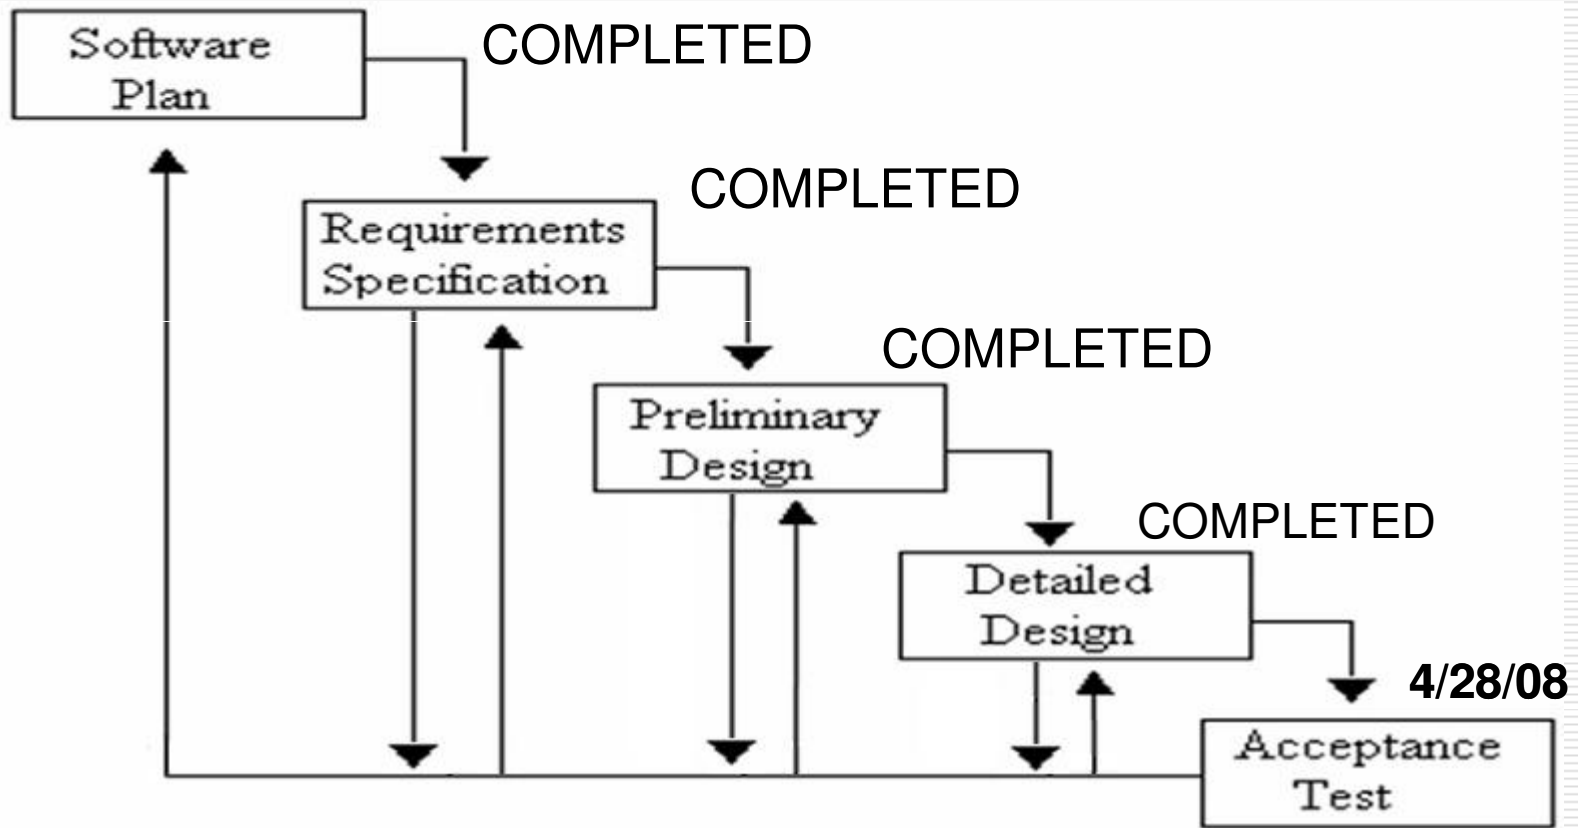 Software
Plan
COMPLETED
COMPLETED
Requirements
Specification
COMPLETED
Preliminary
Design
COMPLETED
Detailed
Design
4/28/08
Acceptance
Test